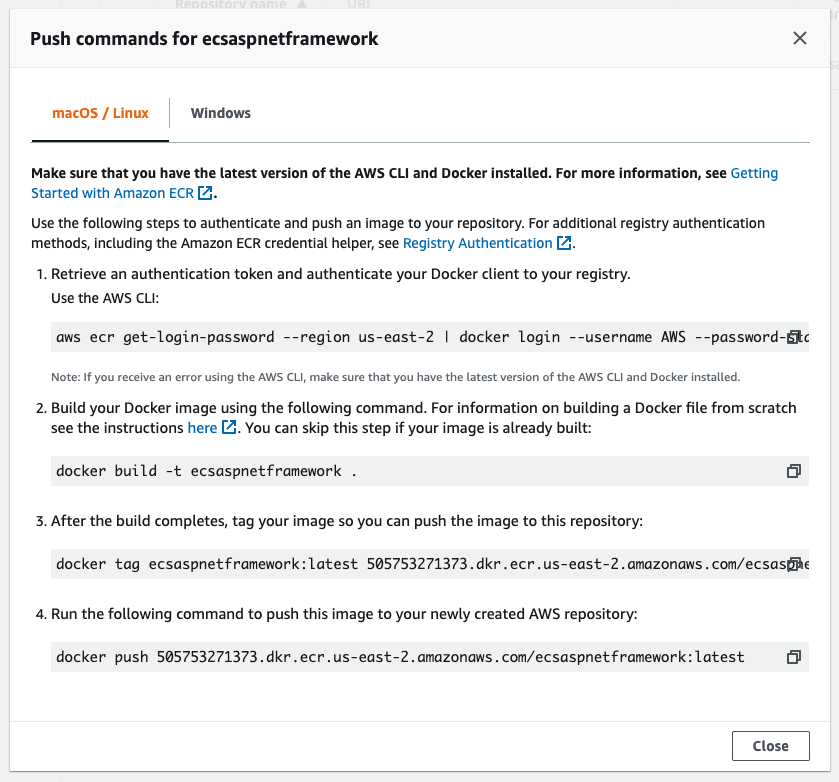 Repository name URI
Push commands for ecsaspnetframework
macOS / Linux Windows
Make sure that you have the latest version of the AWS CLI and Docker installed. For more information, see Getting
Started with Amazon ECR.
Use the following steps to authenticate and push an image to your repository. For additional registry authentication
methods, including the Amazon ECR credential helper, see Registry Authentication.
1. Retrieve an authentication token and authenticate your Docker client to your registry.
Use the AWS CLI:
aws ecr get-login-password --region us-east-2 | docker login --username AWS --password-sta
Note: If you receive an error using the AWS CLI, make sure that you have the latest version of the AWS CLI and Docker installed.
2. Build your Docker image using the following command. For information on building a Docker file from scratch
see the instructions here. You can skip this step if your image is already built:
docker build -t ecsaspnetframework .
3. After the build completes, tag your image so you can push the image to this repository:
docker tag ecsaspnetframework:latest 505753271373.dkr.ecr.us-east-2.amazonaws.com/ecsaspne
4. Run the following command to push this image to your newly created AWS repository:
docker push 505753271373.dkr.ecr.us-east-2.amazonaws.com/ecsaspnetframework:latest
Close